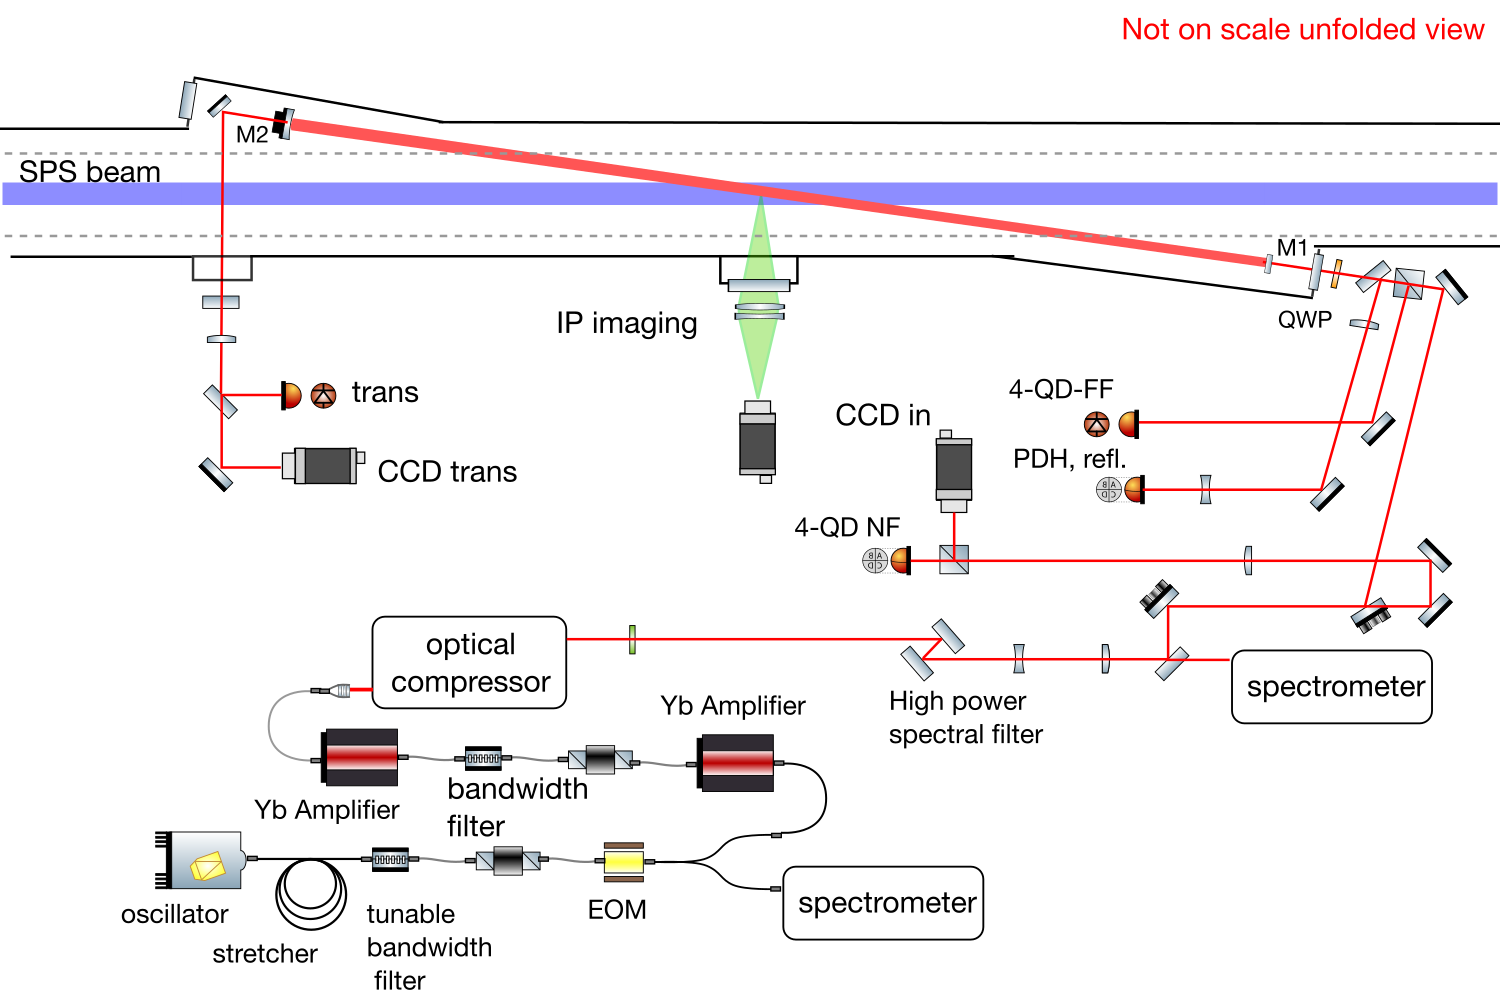 Not on scale unfolded view
M2
SPS beam
M1
IP imaging
QWP
trans
4-QD-FF
CCD in
CCD trans
PDH, refl.
A B
C D
4-QD NF
A B
C D
optical
compressor
spectrometer
High power
spectral filter
Yb Amplifier
bandwidth
filter
Yb Amplifier
oscillator
stretcher
tunable
bandwidth
filter
EOM
spectrometer